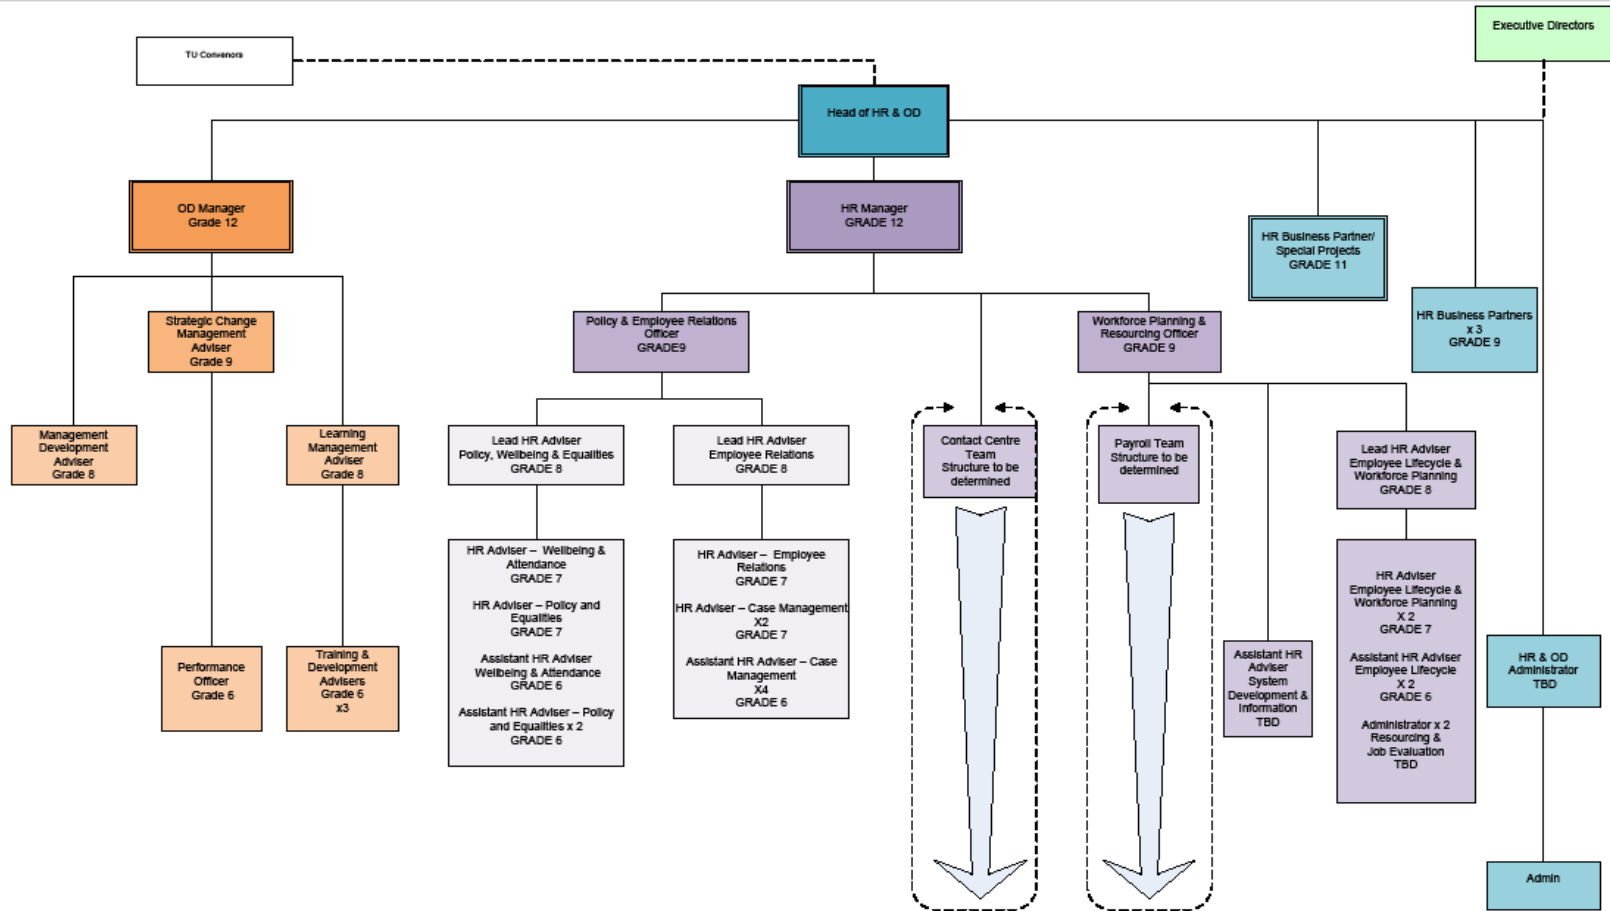 Executive Directors
TU Convenors
Head of HR & OD
OD Manager
Grade 12
HR Manager
GRADE 12
HR Business Partner/
Special Projects
GRADE 11
HR Business Partners
x 3
GRADE 9
Strategic Change
Management
Adviser
Grade 9
Policy & Employee Relations
Officer
GRADE9
Workforce Planning &
Resourcing Officer
GRADE 9
Management
Development
Adviser
Grade 8
Learning
Management
Adviser
Grade 8
Lead HR Adviser
Policy, Wellbeing & Equalities
GRADE 8
Lead HR Adviser
Employee Relations
GRADE 8
Contact Centre
Team
Structure to be
determined
Payroll Team
Structure to be
determined
Lead HR Adviser
Employee Lifecycle &
Workforce Planning
GRADE 8
HR Adviser – Wellbeing &
Attendance
GRADE 7
HR Adviser – Policy and
Equalities
GRADE 7
Assistant HR Adviser
Wellbeing & Attendance
GRADE 6
Assistant HR Adviser – Policy
and Equalities x 2
GRADE 6
HR Adviser – Employee
Relations
GRADE 7
HR Adviser – Case Management
X2
GRADE 7
Assistant HR Adviser – Case
Management
X4
GRADE 6
HR Adviser
Employee Lifecycle &
Workforce Planning
X 2
GRADE 7
Assistant HR Adviser
Employee Lifecycle
X 2
GRADE 6
Administrator x 2
Resourcing &
Job Evaluation
TBD
Performance
Officer
Grade 6
Training &
Development
Advisers
Grade 6
x3
Assistant HR
Adviser
System
Development &
Information
TBD
HR & OD
Administrator
TBD
Admin